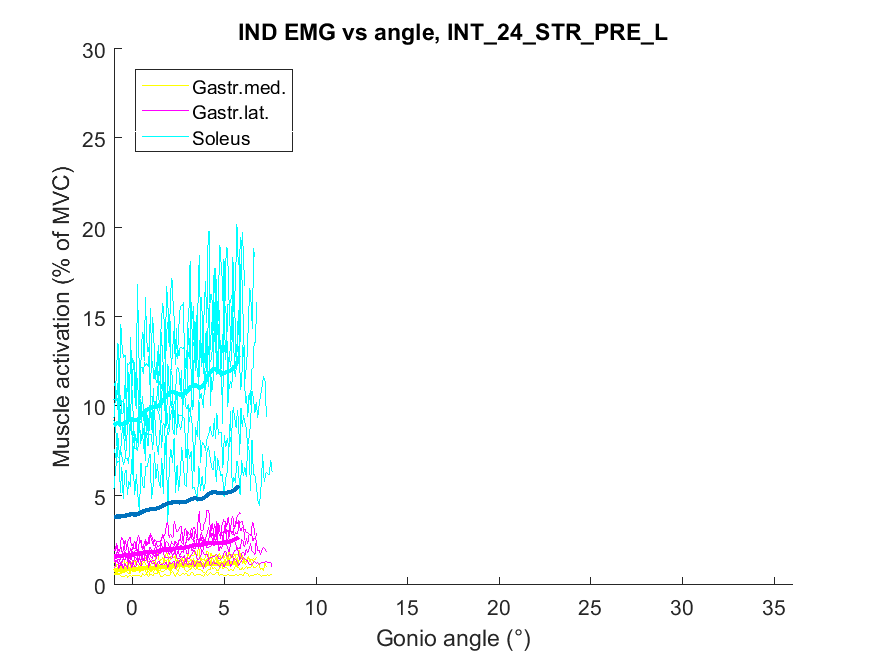 IND EMG vs angle, INT_24_STR_PRE_L
30
25
20
15
10
5
0
Muscle activation (% of MVC)
Gastr.med.
Gastr.lat.
Soleus
0 5 10 15 20 25 30 35
Gonio angle (°)